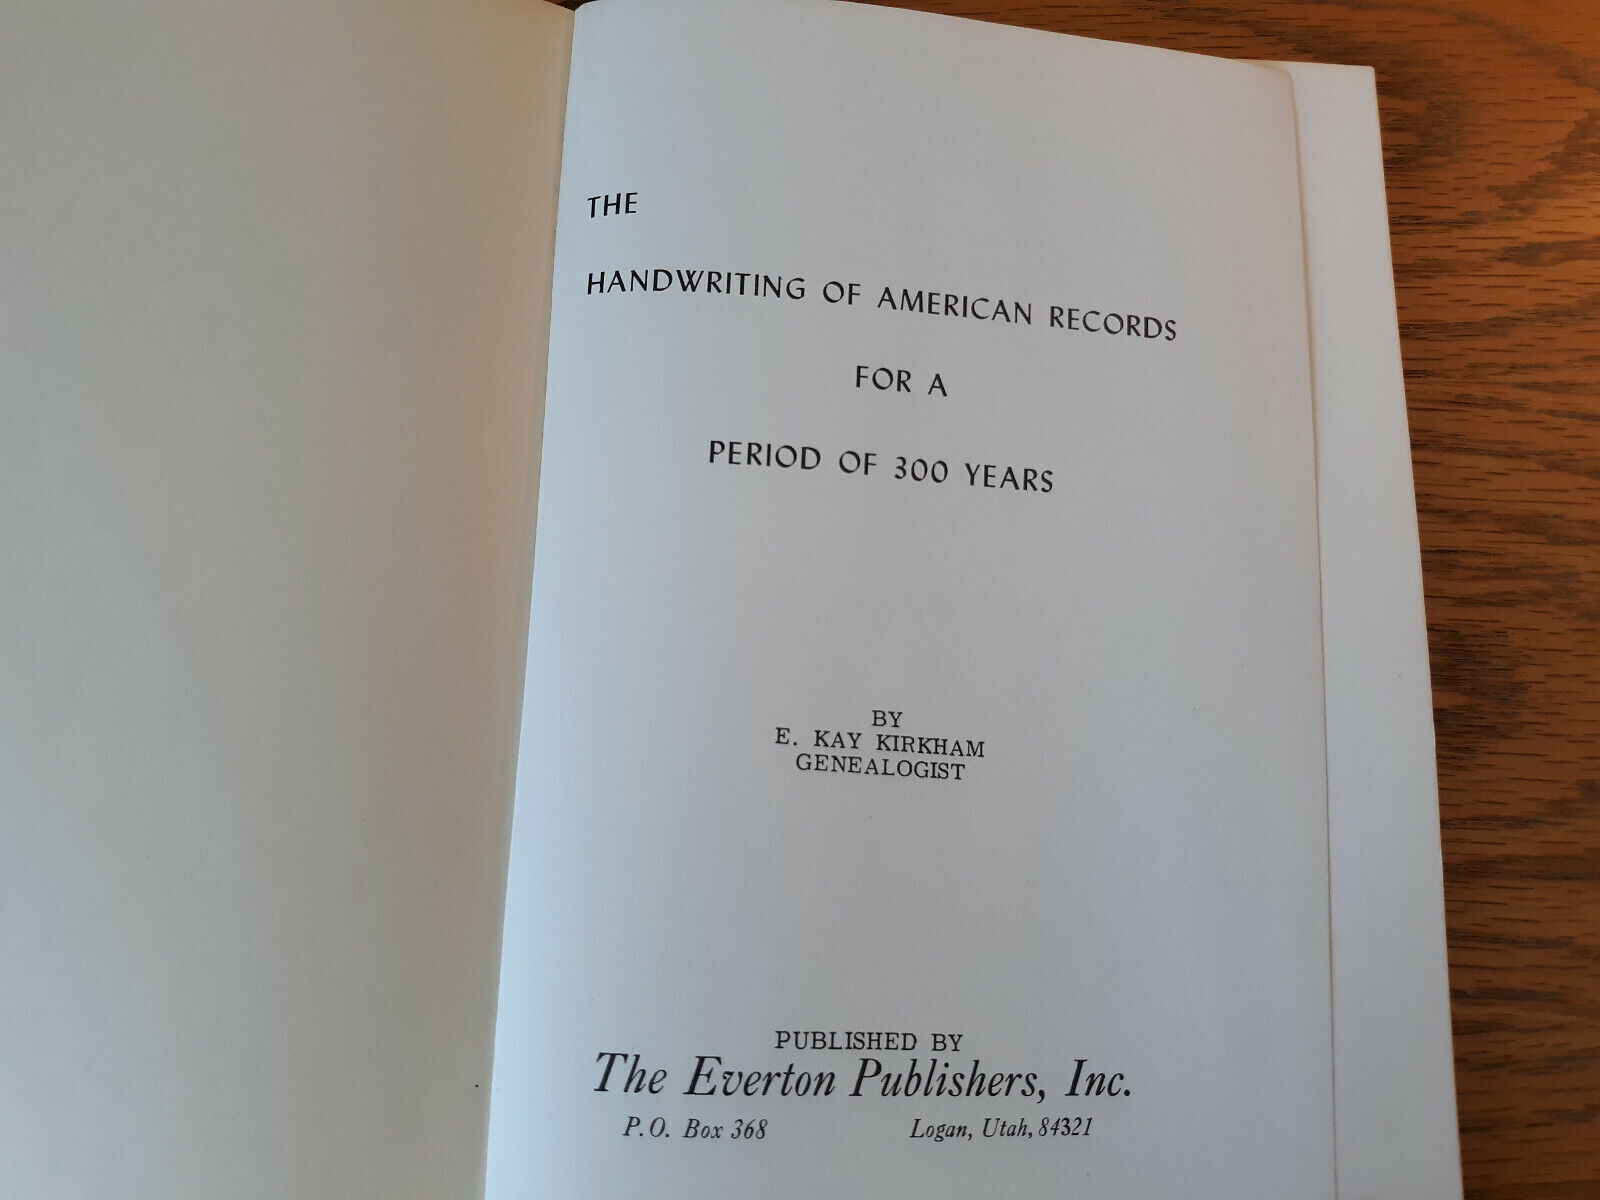 THE
HANDWRITING OF AMERICAN RECORDS
FOR A
PERIOD OF 300 YEARS
BY
E. KAY KIRKHAM
GENEALOGIST
PUBLISHED BY
The Everton Publishers, Inc.
P.O. Box 368 Logan, Utah, 84321